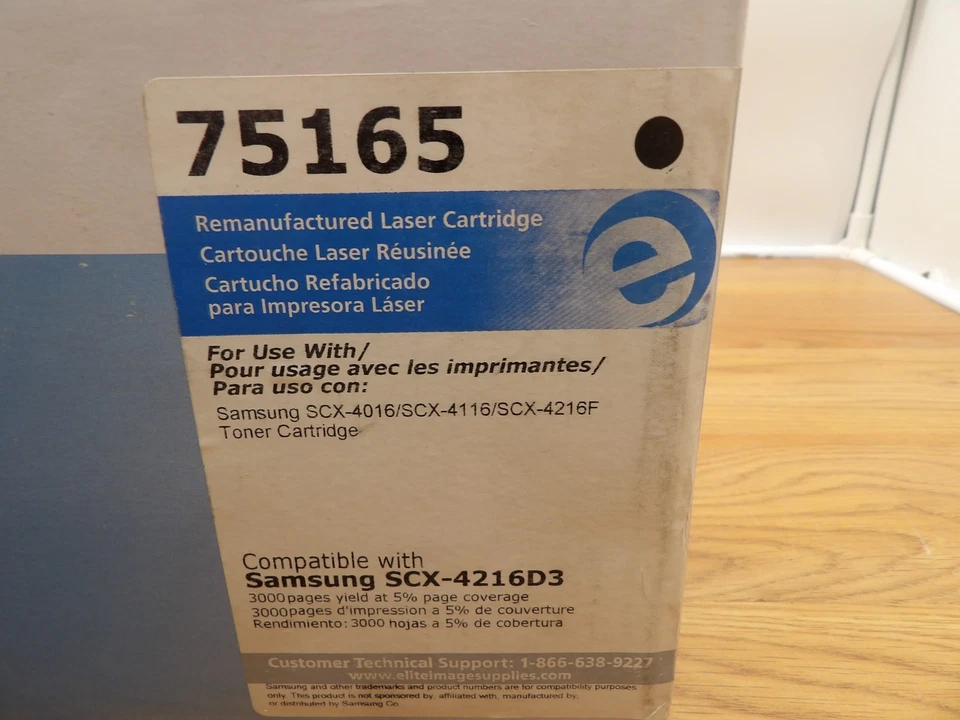 75165
Remanufactured Laser Cartridge
Cartouche Laser Réusinée
Cartucho Refabricado
para Impresora Láser
e
For Use With/
Pour usage avec les imprimantes/
Para uso con:
Samsung SCX-4016/SCX-4116/SCX-4216F
Toner Cartridge
Compatible with
Samsung SCX-4216D3
3000pages yield at 5% page coverage
3000pages d'impression a 5% de couverture
Rendimiento: 3000 hojas a 5% de cobertura
Customer Technical Support: 1-866-638-9227
www.eliteimagesupplies.com
Samsung and other trademarks and product numbers are for compatibility purposes
only. This product is not sponsored by, affiliated with, manufactured by,
or distributed by Samsung Co.